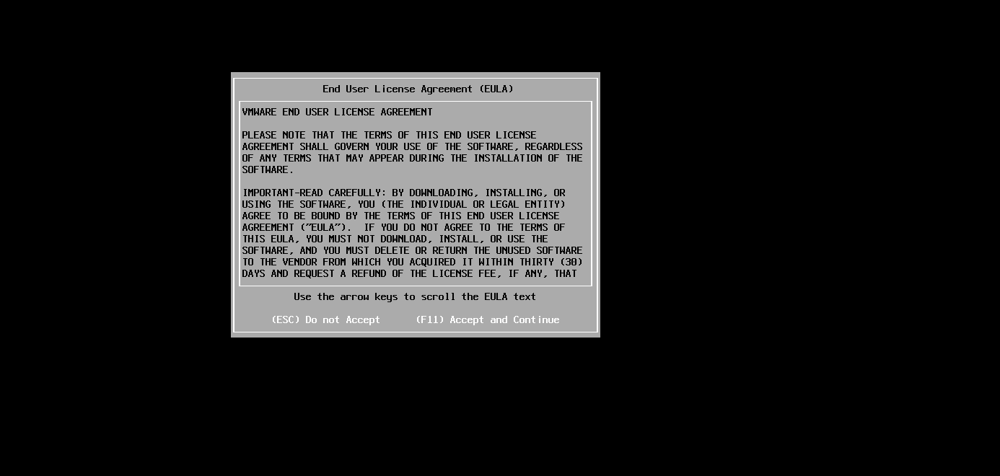 End User License Agreement (EULA)
VMWARE END USER LICENSE AGREEMENT
PLEASE NOTE THAT THE TERMS OF THIS END USER LICENSE
AGREEMENT SHALL GOVERN YOUR USE OF THE SOFTWARE, REGARDLESS
OF ANY TERMS THAT MAY APPEAR DURING THE INSTALLATION OF THE
SOFTWARE.
IMPORTANT-READ CAREFULLY: BY DOWNLOADING, INSTALLING, OR
USING THE SOFTWARE, YOU (THE INDIVIDUAL OR LEGAL ENTITY)
AGREE TO BE BOUND BY THE TERMS OF THIS END USER LICENSE
AGREEMENT ("EULA").  IF YOU DO NOT AGREE TO THE TERMS OF
THIS EULA, YOU MUST NOT DOWNLOAD, INSTALL, OR USE THE
SOFTWARE, AND YOU MUST DELETE OR RETURN THE UNUSED SOFTWARE
TO THE VENDOR FROM WHICH YOU ACQUIRED IT WITHIN THIRTY (30)
DAYS AND REQUEST A REFUND OF THE LICENSE FEE, IF ANY, THAT
Use the arrow keys to scroll the EULA text
(ESC) Do not Accept      (F11) Accept and Continue